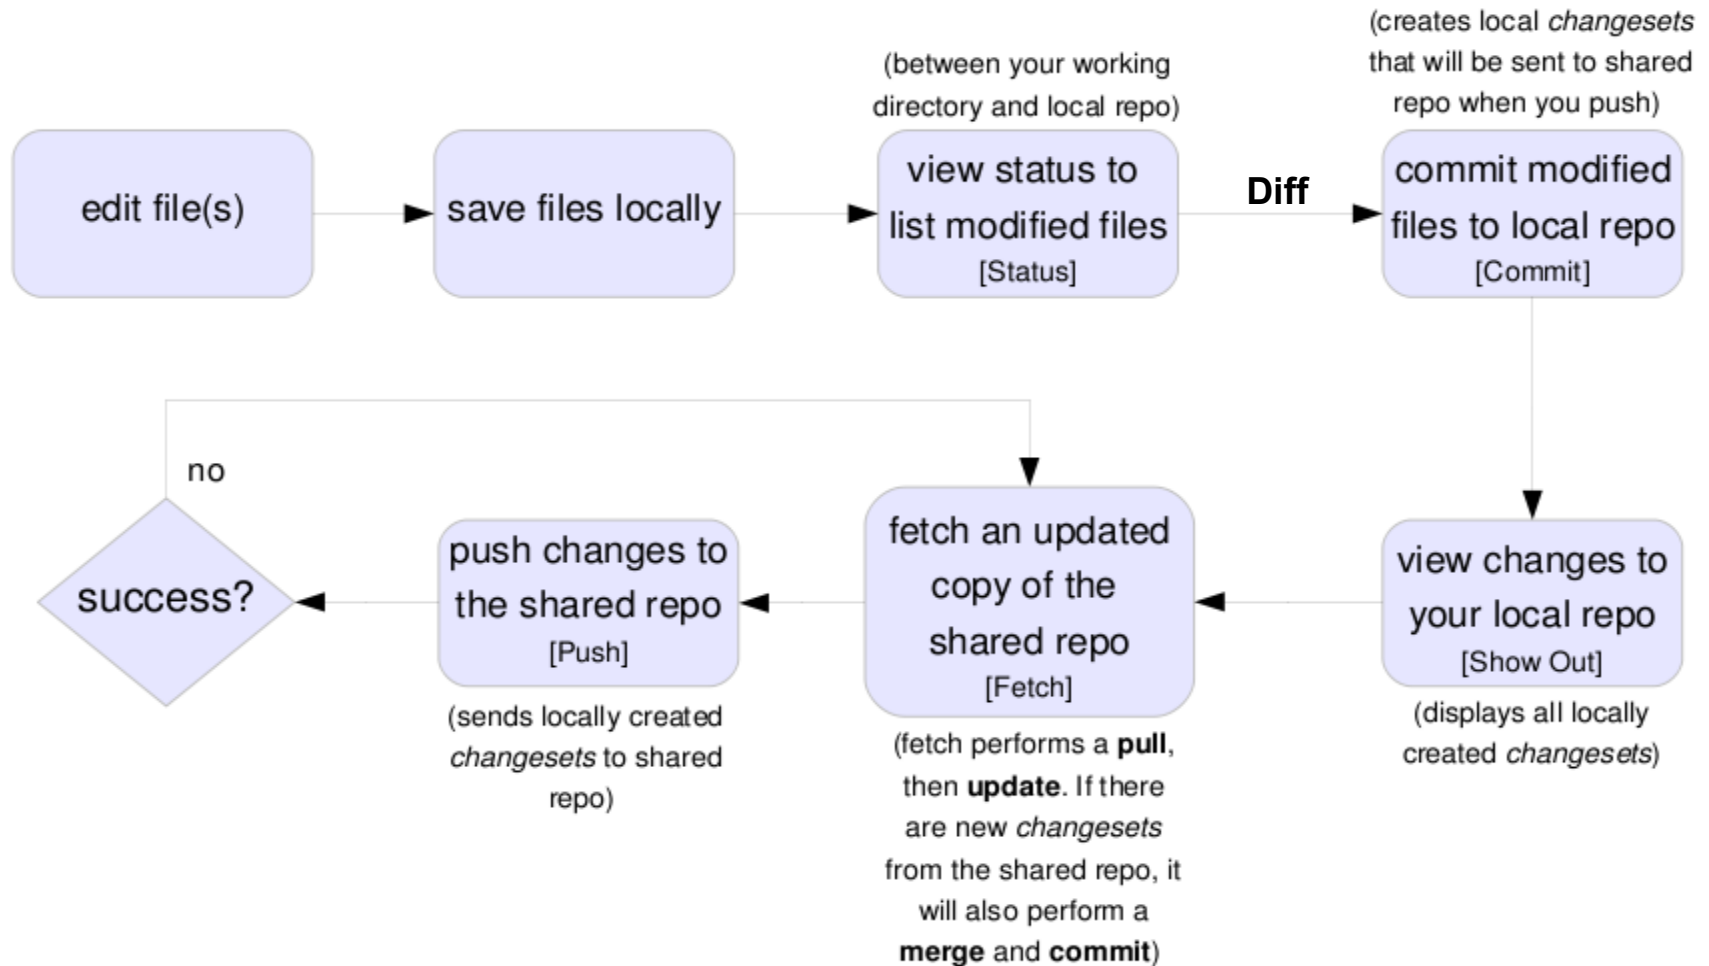 edit file(s)
save files locally
(between your working
directory and local repo)
view status to
list modified files
[Status]
Diff
(creates local changesets
that will be sent to shared
repo when you push)
commit modified
files to local repo
[Commit]
view changes to
your local repo
[Show Out]
(displays all locally
created changesets)
fetch an updated
copy of the
shared repo
[Fetch]
(fetch performs a pull,
then update. If there
are new changesets
from the shared repo, it
will also perform a
merge and commit)
push changes to
the shared repo
[Push]
(sends locally created
changesets to shared
repo)
success?
no